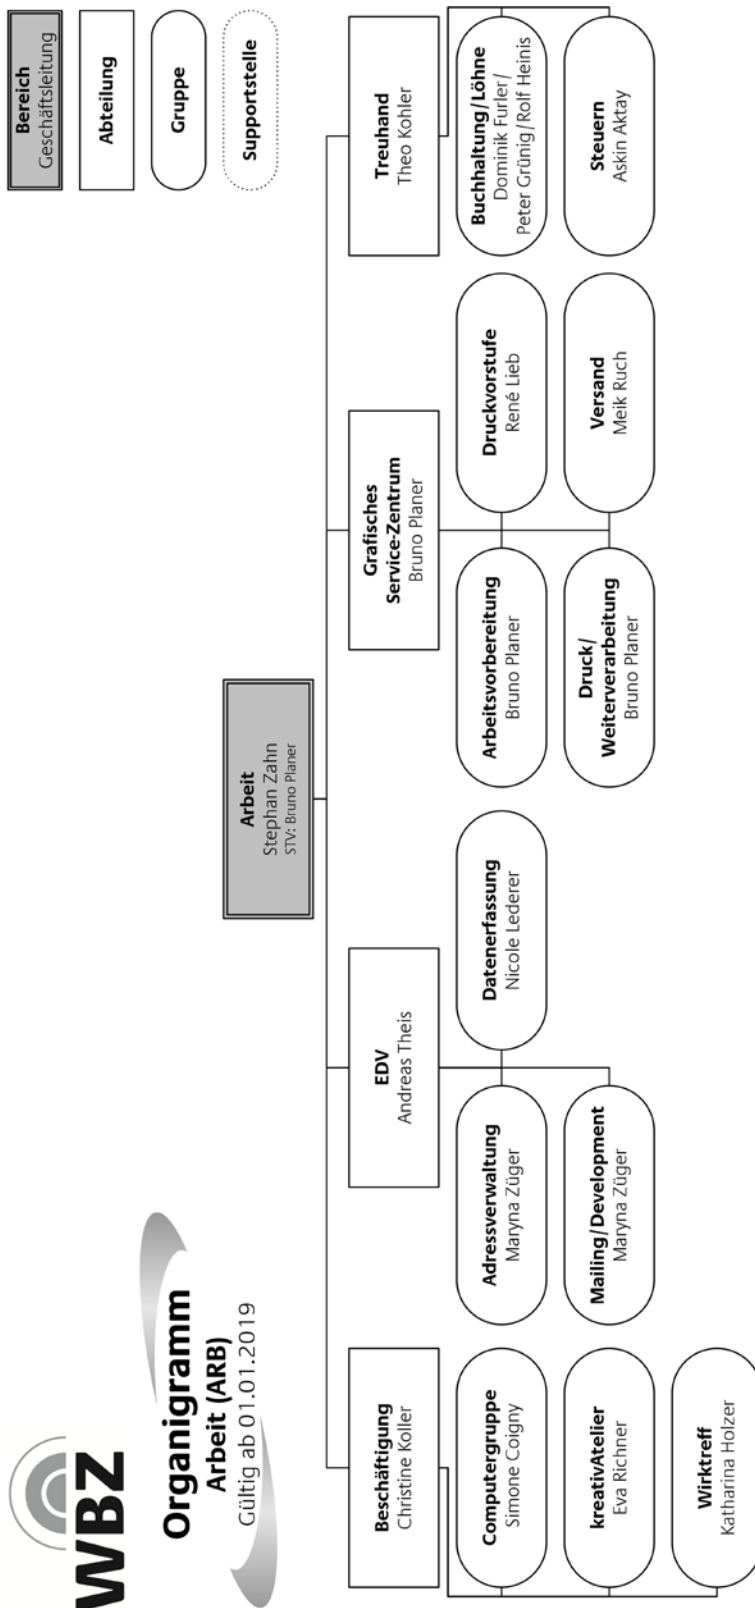 WBZ
Organigramm
Arbeit (ARB)
Gültig ab 01.01.2019
Bereich
Geschäftsleitung
Abteilung
Gruppe
Supportstelle
Arbeit
Stephan Zahn
STV: Bruno Planer
Beschäftigung
Christine Koller
Computergruppe
Simone Coigny
kreativAtelier
Eva Richner
Wirktreff
Katharina Holzer
EDV
Andreas Theis
Adressverwaltung
Maryna Züger
Datenerfassung
Nicole Lederer
Mailing/Development
Maryna Züger
Grafisches
Service-Zentrum
Bruno Planer
Arbeitsvorbereitung
Bruno Planer
Druckvorstufe
René Lieb
Druck/
Weiterverarbeitung
Bruno Planer
Versand
Meik Ruch
Treuhand
Theo Kohler
Buchhaltung/Löhne
Dominik Furler/
Peter Grünig/Rolf Heinis
Steuern
Askin Aktay